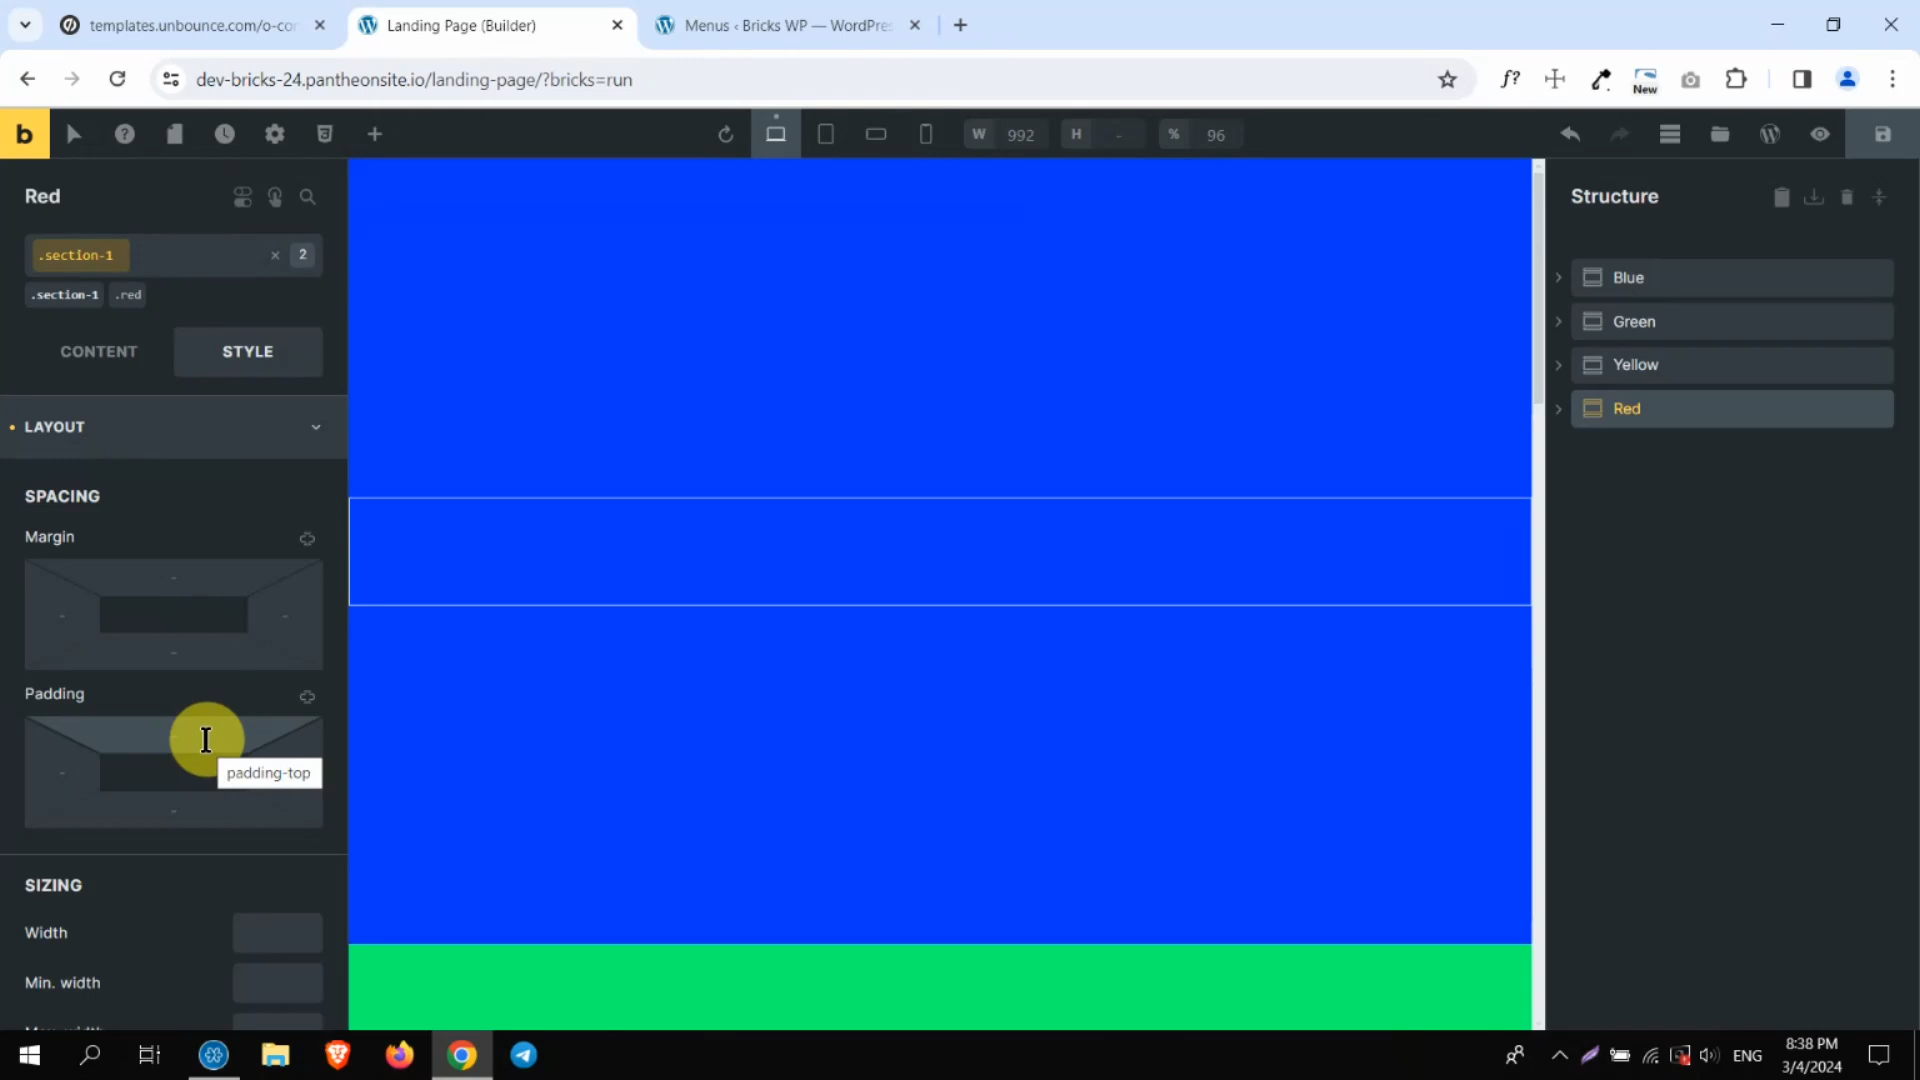 templates.unbounce.com/o-cor
Landing Page (Builder)
Menus ‹ Bricks WP — WordPres
dev-bricks-24.pantheonsite.io/landing-page/?bricks=run
f?
New
b
W 992 H - % 96
Red
.section-1
2
.section-1 .red
CONTENT STYLE
LAYOUT
SPACING
Margin
Padding
padding-top
SIZING
Width
Min. width
Structure
Blue
Green
Yellow
Red
ENG
8:38 PM
3/4/2024